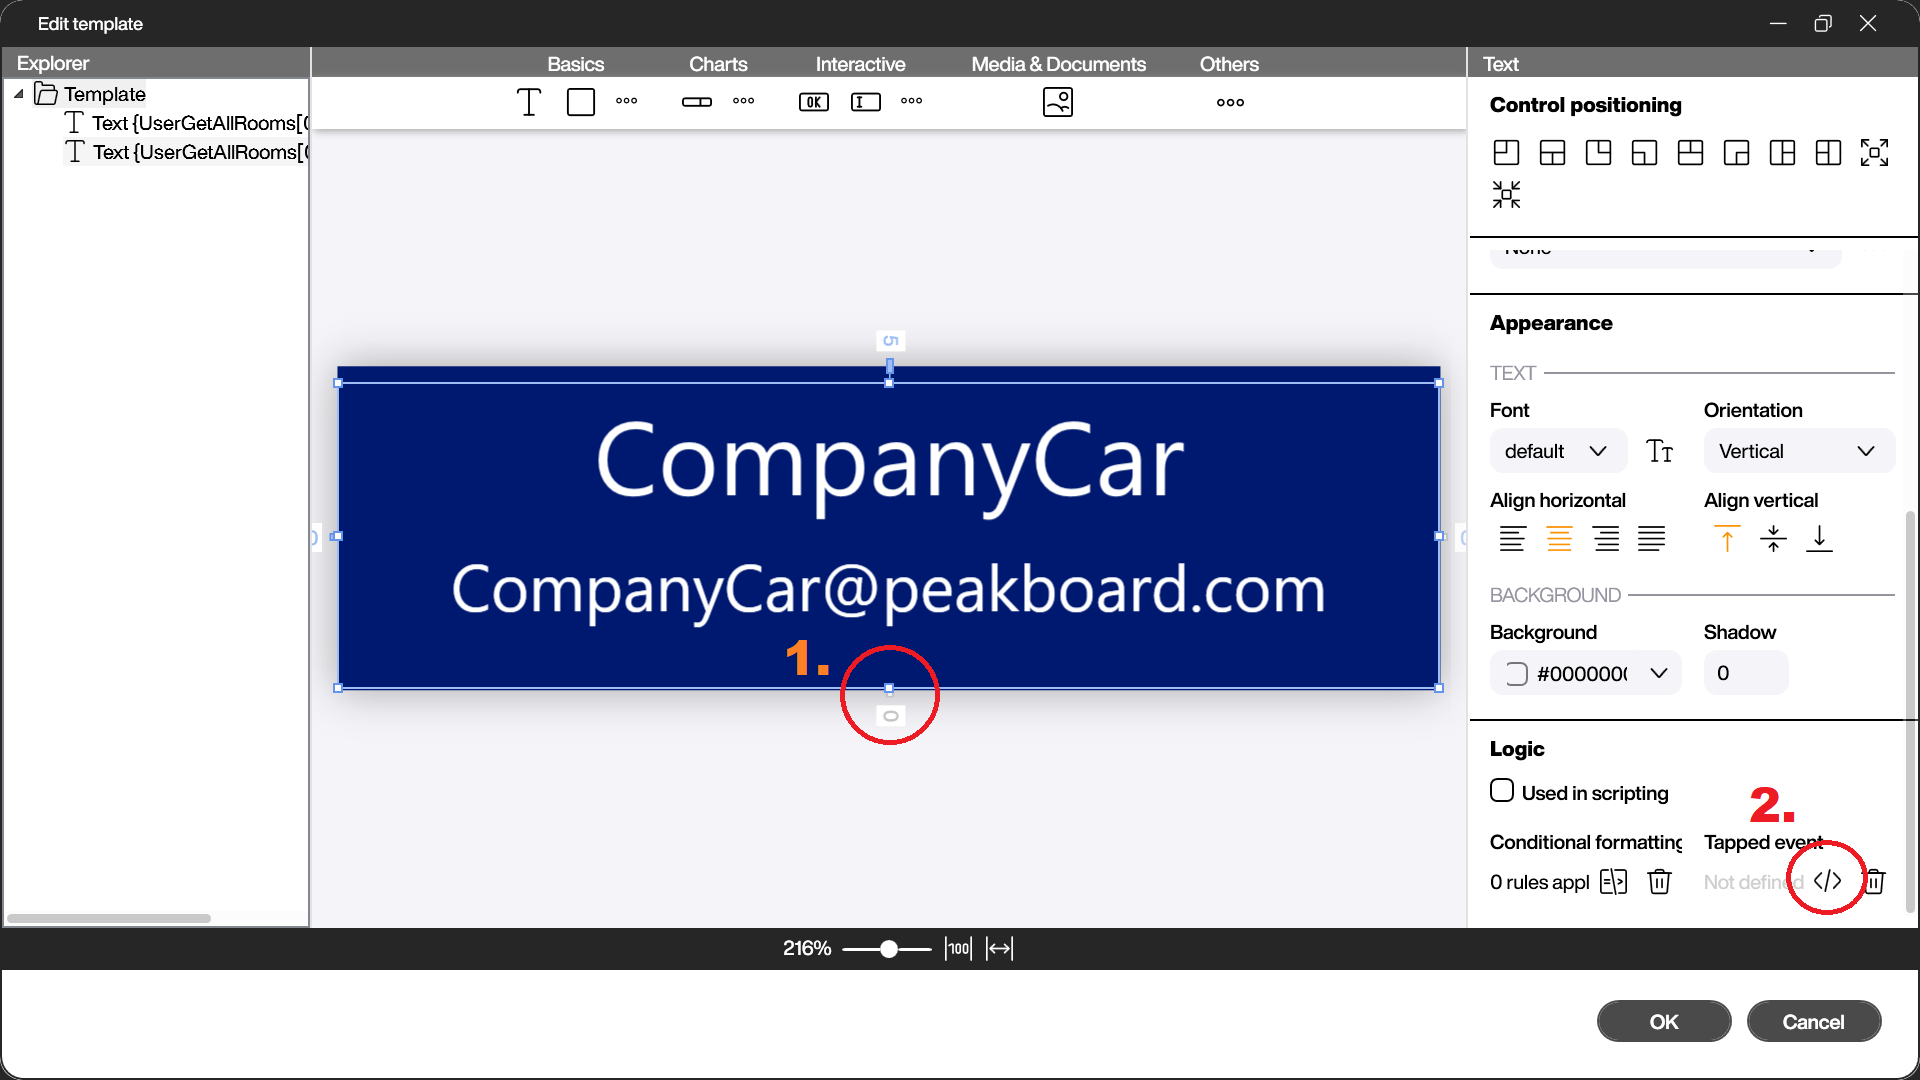 Edit template
Explorer
Basics Charts Interactive Media & Documents Others
Text
Template
Text {UserGetAllRooms[
Text {UserGetAllRooms[
OK
Control positioning
None
5
Appearance
TEXT
Font Orientation
default Vertical
Align horizontal Align vertical
CompanyCar
CompanyCar@peakboard.com
1.
0
BACKGROUND
Background Shadow
#0000000 0
Logic
Used in scripting
2.
Conditional formatting Tapped event
0 rules appl Not defined
216% 100
OK Cancel